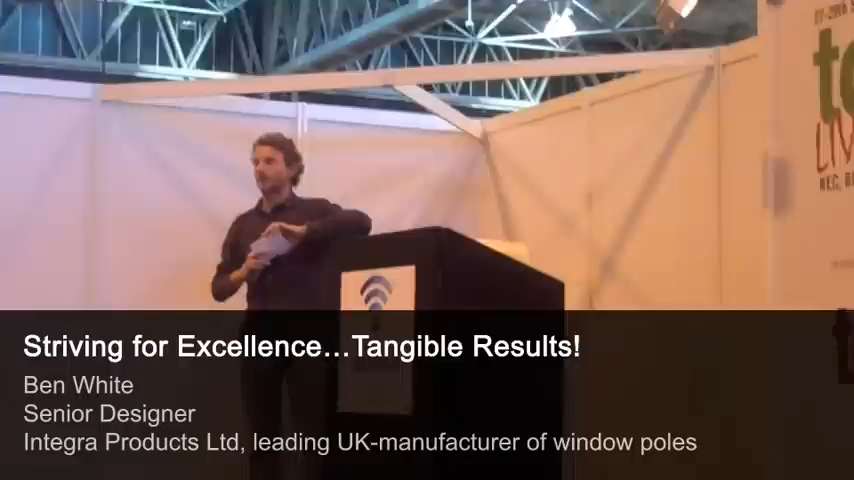 Striving for Excellence...Tangible Results!
Ben White
Senior Designer
Integra Products Ltd, leading UK-manufacturer of window poles